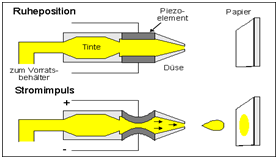 Ruheposition
Piezo-
element
Papier
Tinte
zum Vorrats-
behälter
Düse
Stromimpuls
+
-